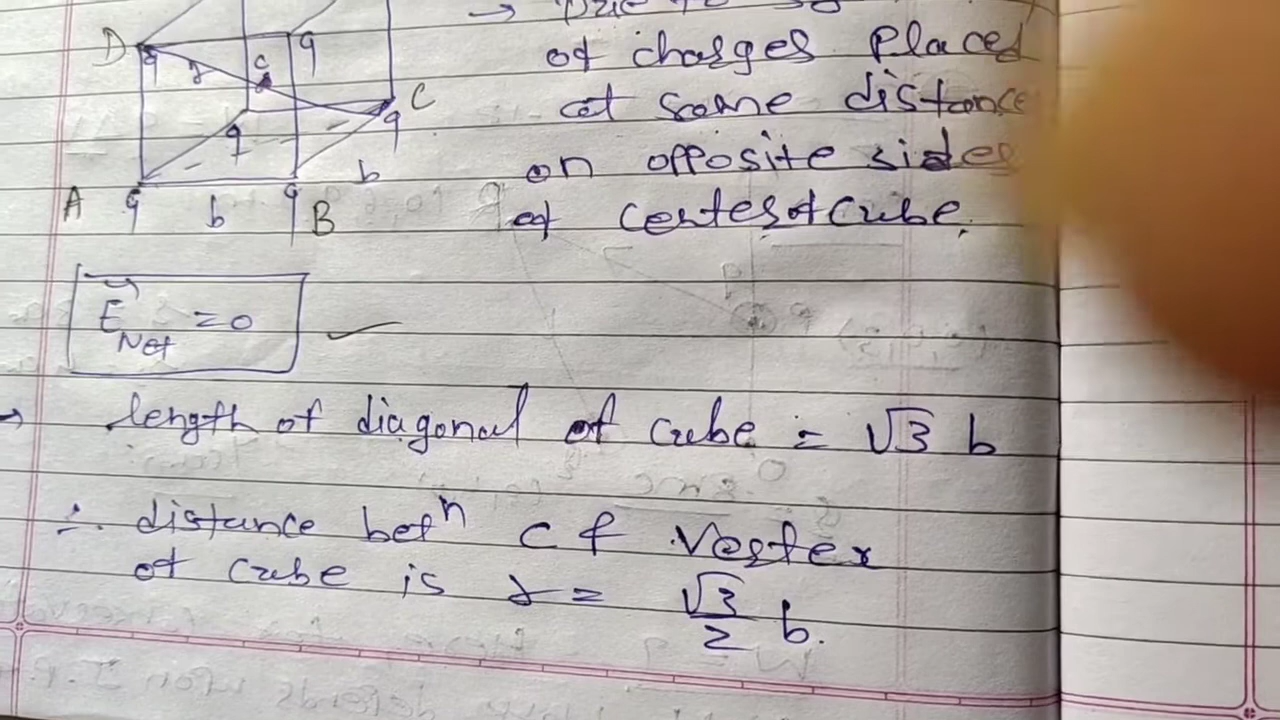 →
of charges Placed
at same distance
on opposite sides
of center of cube.
D
q
r
c
q
C
q
q
b
A
q
b
q
B
E Net = 0
→ length of diagonal of cube = √3 b
∴ distance betⁿ C & Vertex
of cube is r = √3/2 b.